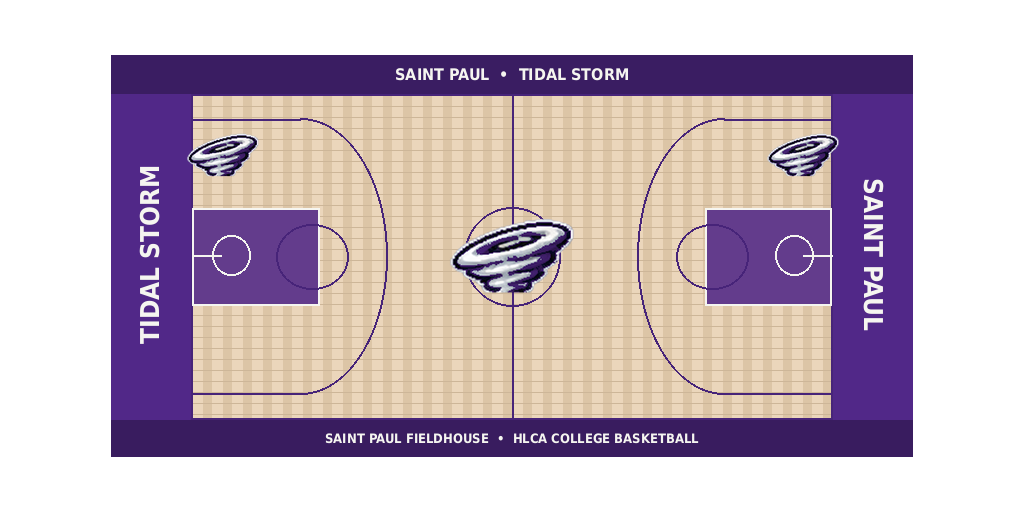 SAINT PAUL • TIDAL STORM
TIDAL STORM
SAINT PAUL
SAINT PAUL FIELDHOUSE • HLCA COLLEGE BASKETBALL